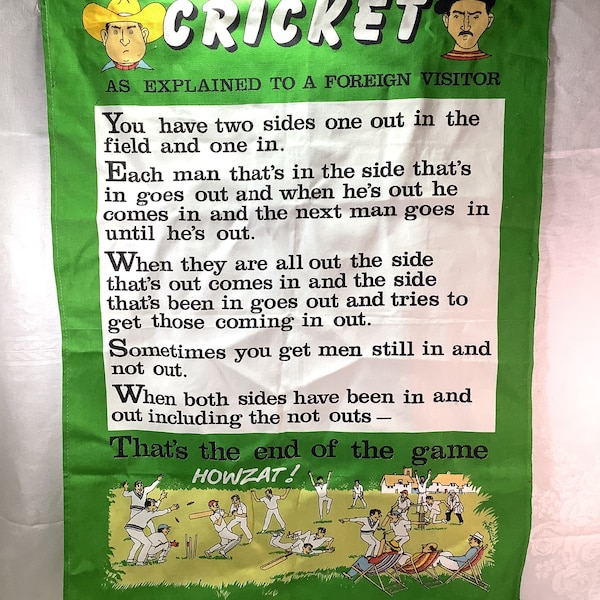 CRICKET
AS EXPLAINED TO A FOREIGN VISITOR
You have two sides one out in the
field and one in.
Each man that's in the side that's
in goes out and when he's out he
comes in and the next man goes in
until he's out.
When they are all out the side
that's out comes in and the side
that's been in goes out and tries to
get those coming in out.
Sometimes you get men still in and
not out.
When both sides have been in and
out including the not outs —
That's the end of the game
HOWZAT!